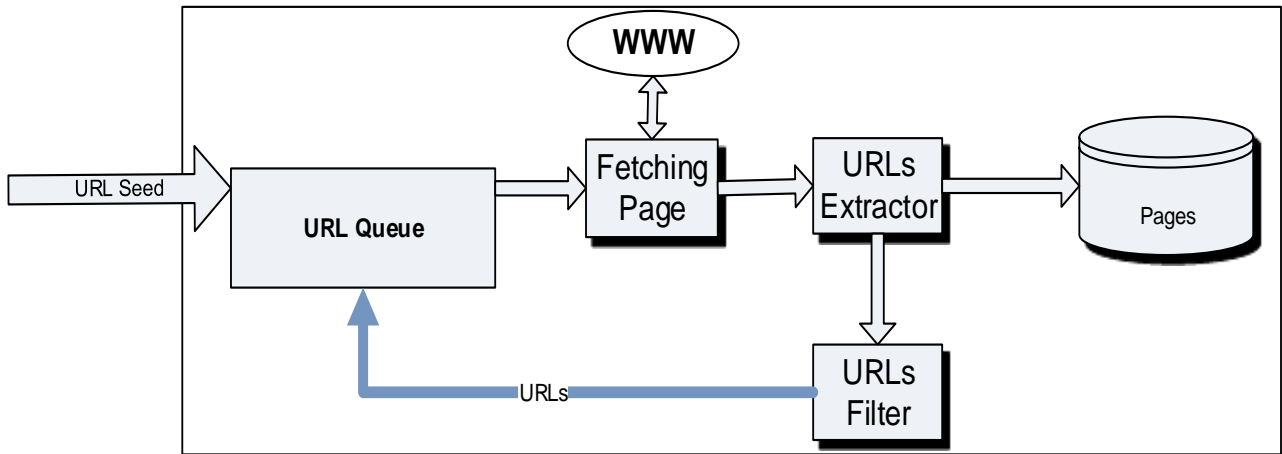 WWW
URL Seed
URL Queue
Fetching
Page
URLs
Extractor
Pages
URLs
Filter
URLs